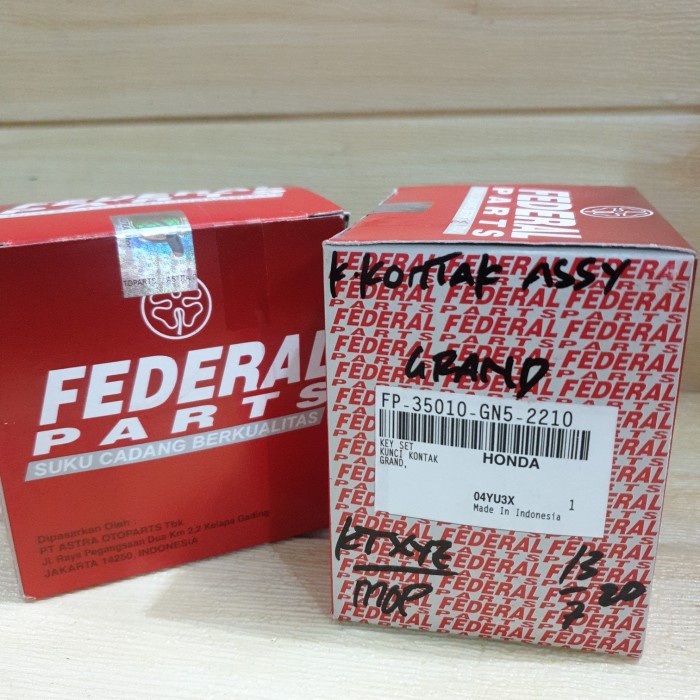 TOPARTS ASTRA
FEDERAL
PARTS
SUKU CADANG BERKUALITAS
Dipasarkan Oleh :
PT ASTRA OTOPARTS Tbk
Jl. Raya Pegangsaan Dua Km 2,2 Kelapa Gading
JAKARTA 14250, INDONESIA
FEDERAL
PARTS
K.KONTAK ASSY
GRAND
FP-35010-GN5-2210
KEY SET
KUNCI KONTAK
GRAND,
HONDA
04YU3X 1
Made In Indonesia
13
7 20